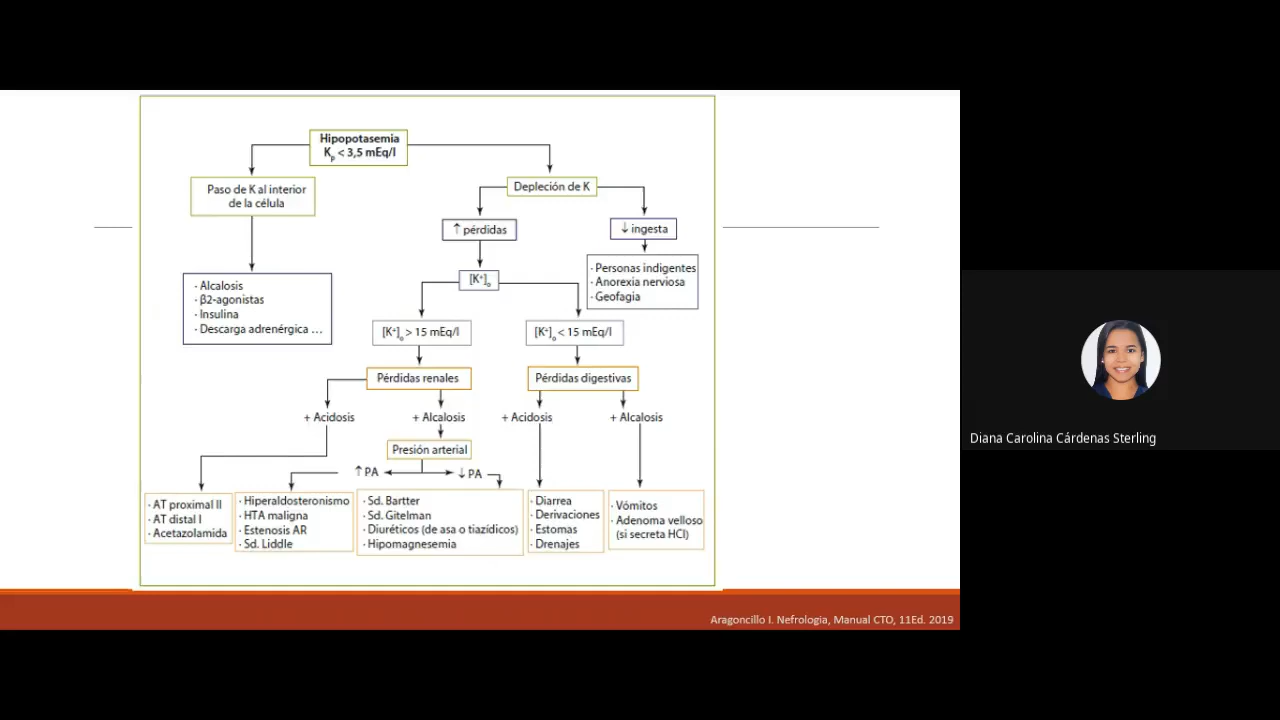 Hipopotasemia
Kp < 3,5 mEq/l
Paso de K al interior
de la célula
Depleción de K
↑ pérdidas
↓ ingesta
· Alcalosis
· β2-agonistas
· Insulina
· Descarga adrenérgica ...
[K⁺]o
· Personas indigentes
· Anorexia nerviosa
· Geofagia
[K⁺]o > 15 mEq/l
[K⁺]o < 15 mEq/l
Pérdidas renales
Pérdidas digestivas
+ Acidosis
+ Alcalosis
+ Acidosis
+ Alcalosis
Presión arterial
↑ PA
↓ PA
· AT proximal II
· AT distal I
· Acetazolamida
· Hiperaldosteronismo
· HTA maligna
· Estenosis AR
· Sd. Liddle
· Sd. Bartter
· Sd. Gitelman
· Diuréticos (de asa o tiazídicos)
· Hipomagnesemia
· Diarrea
· Derivaciones
· Estomas
· Drenajes
· Vómitos
· Adenoma velloso
(si secreta HCl)
Aragoncillo I. Nefrologia, Manual CTO, 11Ed. 2019
Diana Carolina Cárdenas Sterling